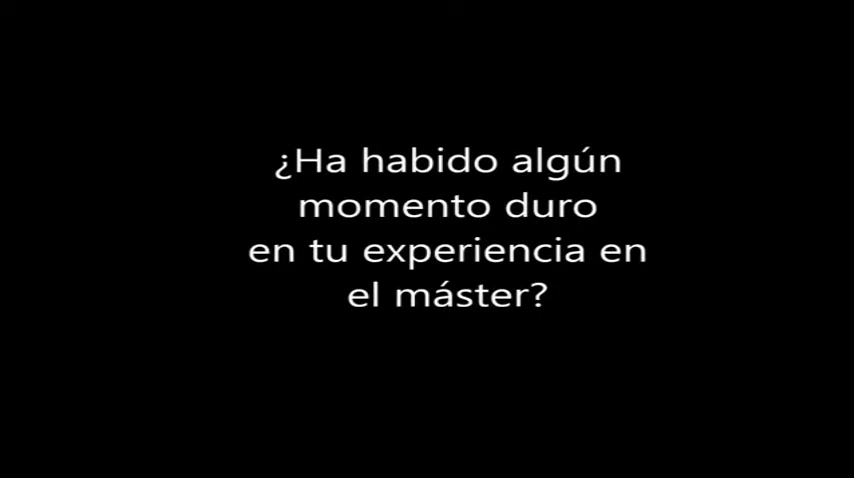 ¿Ha habido algún
momento duro
en tu experiencia en
el máster?